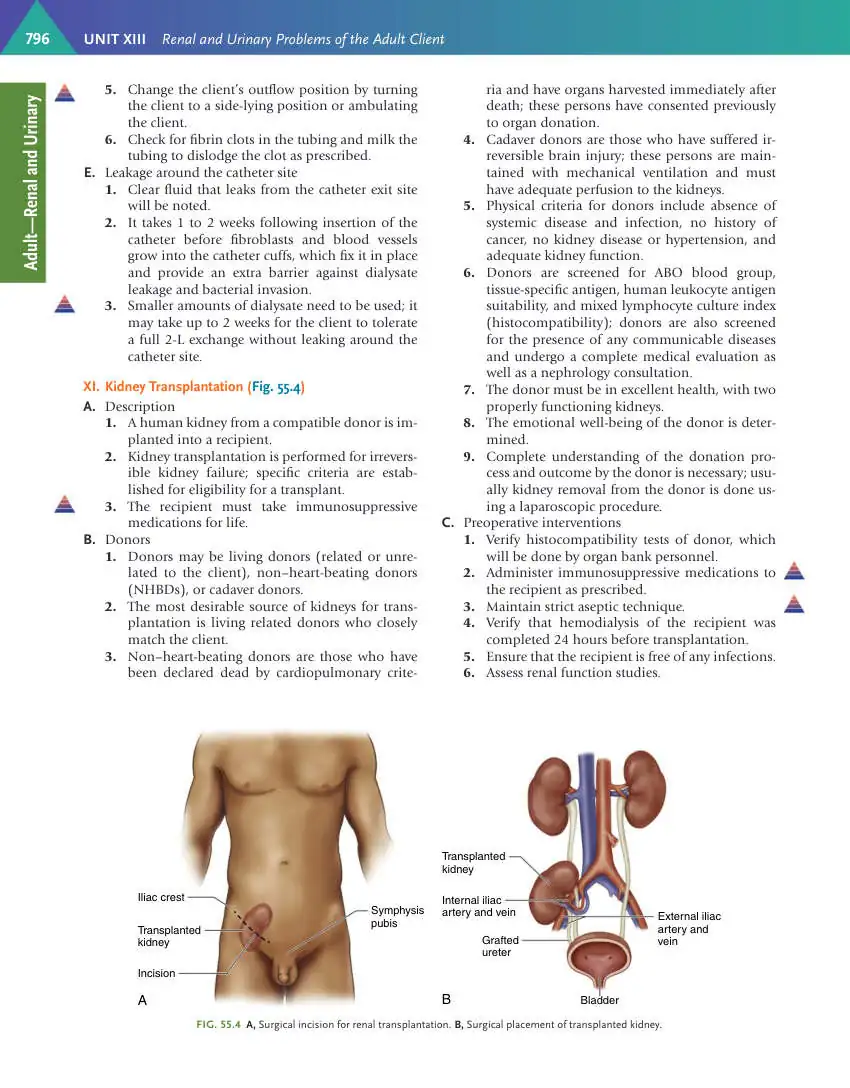 796 UNIT XIII Renal and Urinary Problems of the Adult Client
Adult—Renal and Urinary
5. Change the client's outflow position by turning
the client to a side-lying position or ambulating
the client.
6. Check for fibrin clots in the tubing and milk the
tubing to dislodge the clot as prescribed.
E. Leakage around the catheter site
1. Clear fluid that leaks from the catheter exit site
will be noted.
2. It takes 1 to 2 weeks following insertion of the
catheter before fibroblasts and blood vessels
grow into the catheter cuffs, which fix it in place
and provide an extra barrier against dialysate
leakage and bacterial invasion.
3. Smaller amounts of dialysate need to be used; it
may take up to 2 weeks for the client to tolerate
a full 2-L exchange without leaking around the
catheter site.
XI. Kidney Transplantation (Fig. 55.4)
A. Description
1. A human kidney from a compatible donor is im-
planted into a recipient.
2. Kidney transplantation is performed for irrevers-
ible kidney failure; specific criteria are estab-
lished for eligibility for a transplant.
3. The recipient must take immunosuppressive
medications for life.
B. Donors
1. Donors may be living donors (related or unre-
lated to the client), non–heart-beating donors
(NHBDs), or cadaver donors.
2. The most desirable source of kidneys for trans-
plantation is living related donors who closely
match the client.
3. Non–heart-beating donors are those who have
been declared dead by cardiopulmonary crite-
ria and have organs harvested immediately after
death; these persons have consented previously
to organ donation.
4. Cadaver donors are those who have suffered ir-
reversible brain injury; these persons are main-
tained with mechanical ventilation and must
have adequate perfusion to the kidneys.
5. Physical criteria for donors include absence of
systemic disease and infection, no history of
cancer, no kidney disease or hypertension, and
adequate kidney function.
6. Donors are screened for ABO blood group,
tissue-specific antigen, human leukocyte antigen
suitability, and mixed lymphocyte culture index
(histocompatibility); donors are also screened
for the presence of any communicable diseases
and undergo a complete medical evaluation as
well as a nephrology consultation.
7. The donor must be in excellent health, with two
properly functioning kidneys.
8. The emotional well-being of the donor is deter-
mined.
9. Complete understanding of the donation pro-
cess and outcome by the donor is necessary; usu-
ally kidney removal from the donor is done us-
ing a laparoscopic procedure.
C. Preoperative interventions
1. Verify histocompatibility tests of donor, which
will be done by organ bank personnel.
2. Administer immunosuppressive medications to
the recipient as prescribed.
3. Maintain strict aseptic technique.
4. Verify that hemodialysis of the recipient was
completed 24 hours before transplantation.
5. Ensure that the recipient is free of any infections.
6. Assess renal function studies.
Iliac crest
Transplanted
kidney
Incision
Symphysis
pubis
A
Transplanted
kidney
Internal iliac
artery and vein
Grafted
ureter
External iliac
artery and
vein
Bladder
B
FIG. 55.4 A, Surgical incision for renal transplantation. B, Surgical placement of transplanted kidney.